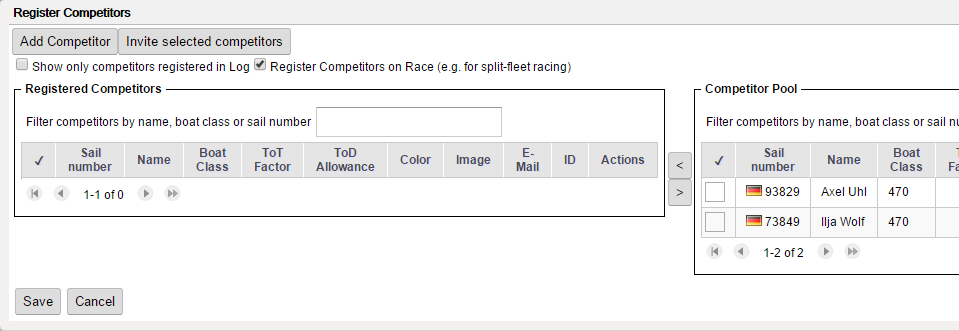 Register Competitors
Add Competitor Invite selected competitors
Show only competitors registered in Log Register Competitors on Race (e.g. for split-fleet racing)
Registered Competitors
Filter competitors by name, boat class or sail number
✓ Sail number Name Boat Class ToT Factor ToD Allowance Color Image E-Mail ID Actions
1-1 of 0
<
>
Competitor Pool
Filter competitors by name, boat class or sail nu
✓ Sail number Name Boat Class
93829 Axel Uhl 470
73849 Ilja Wolf 470
1-2 of 2
Save Cancel